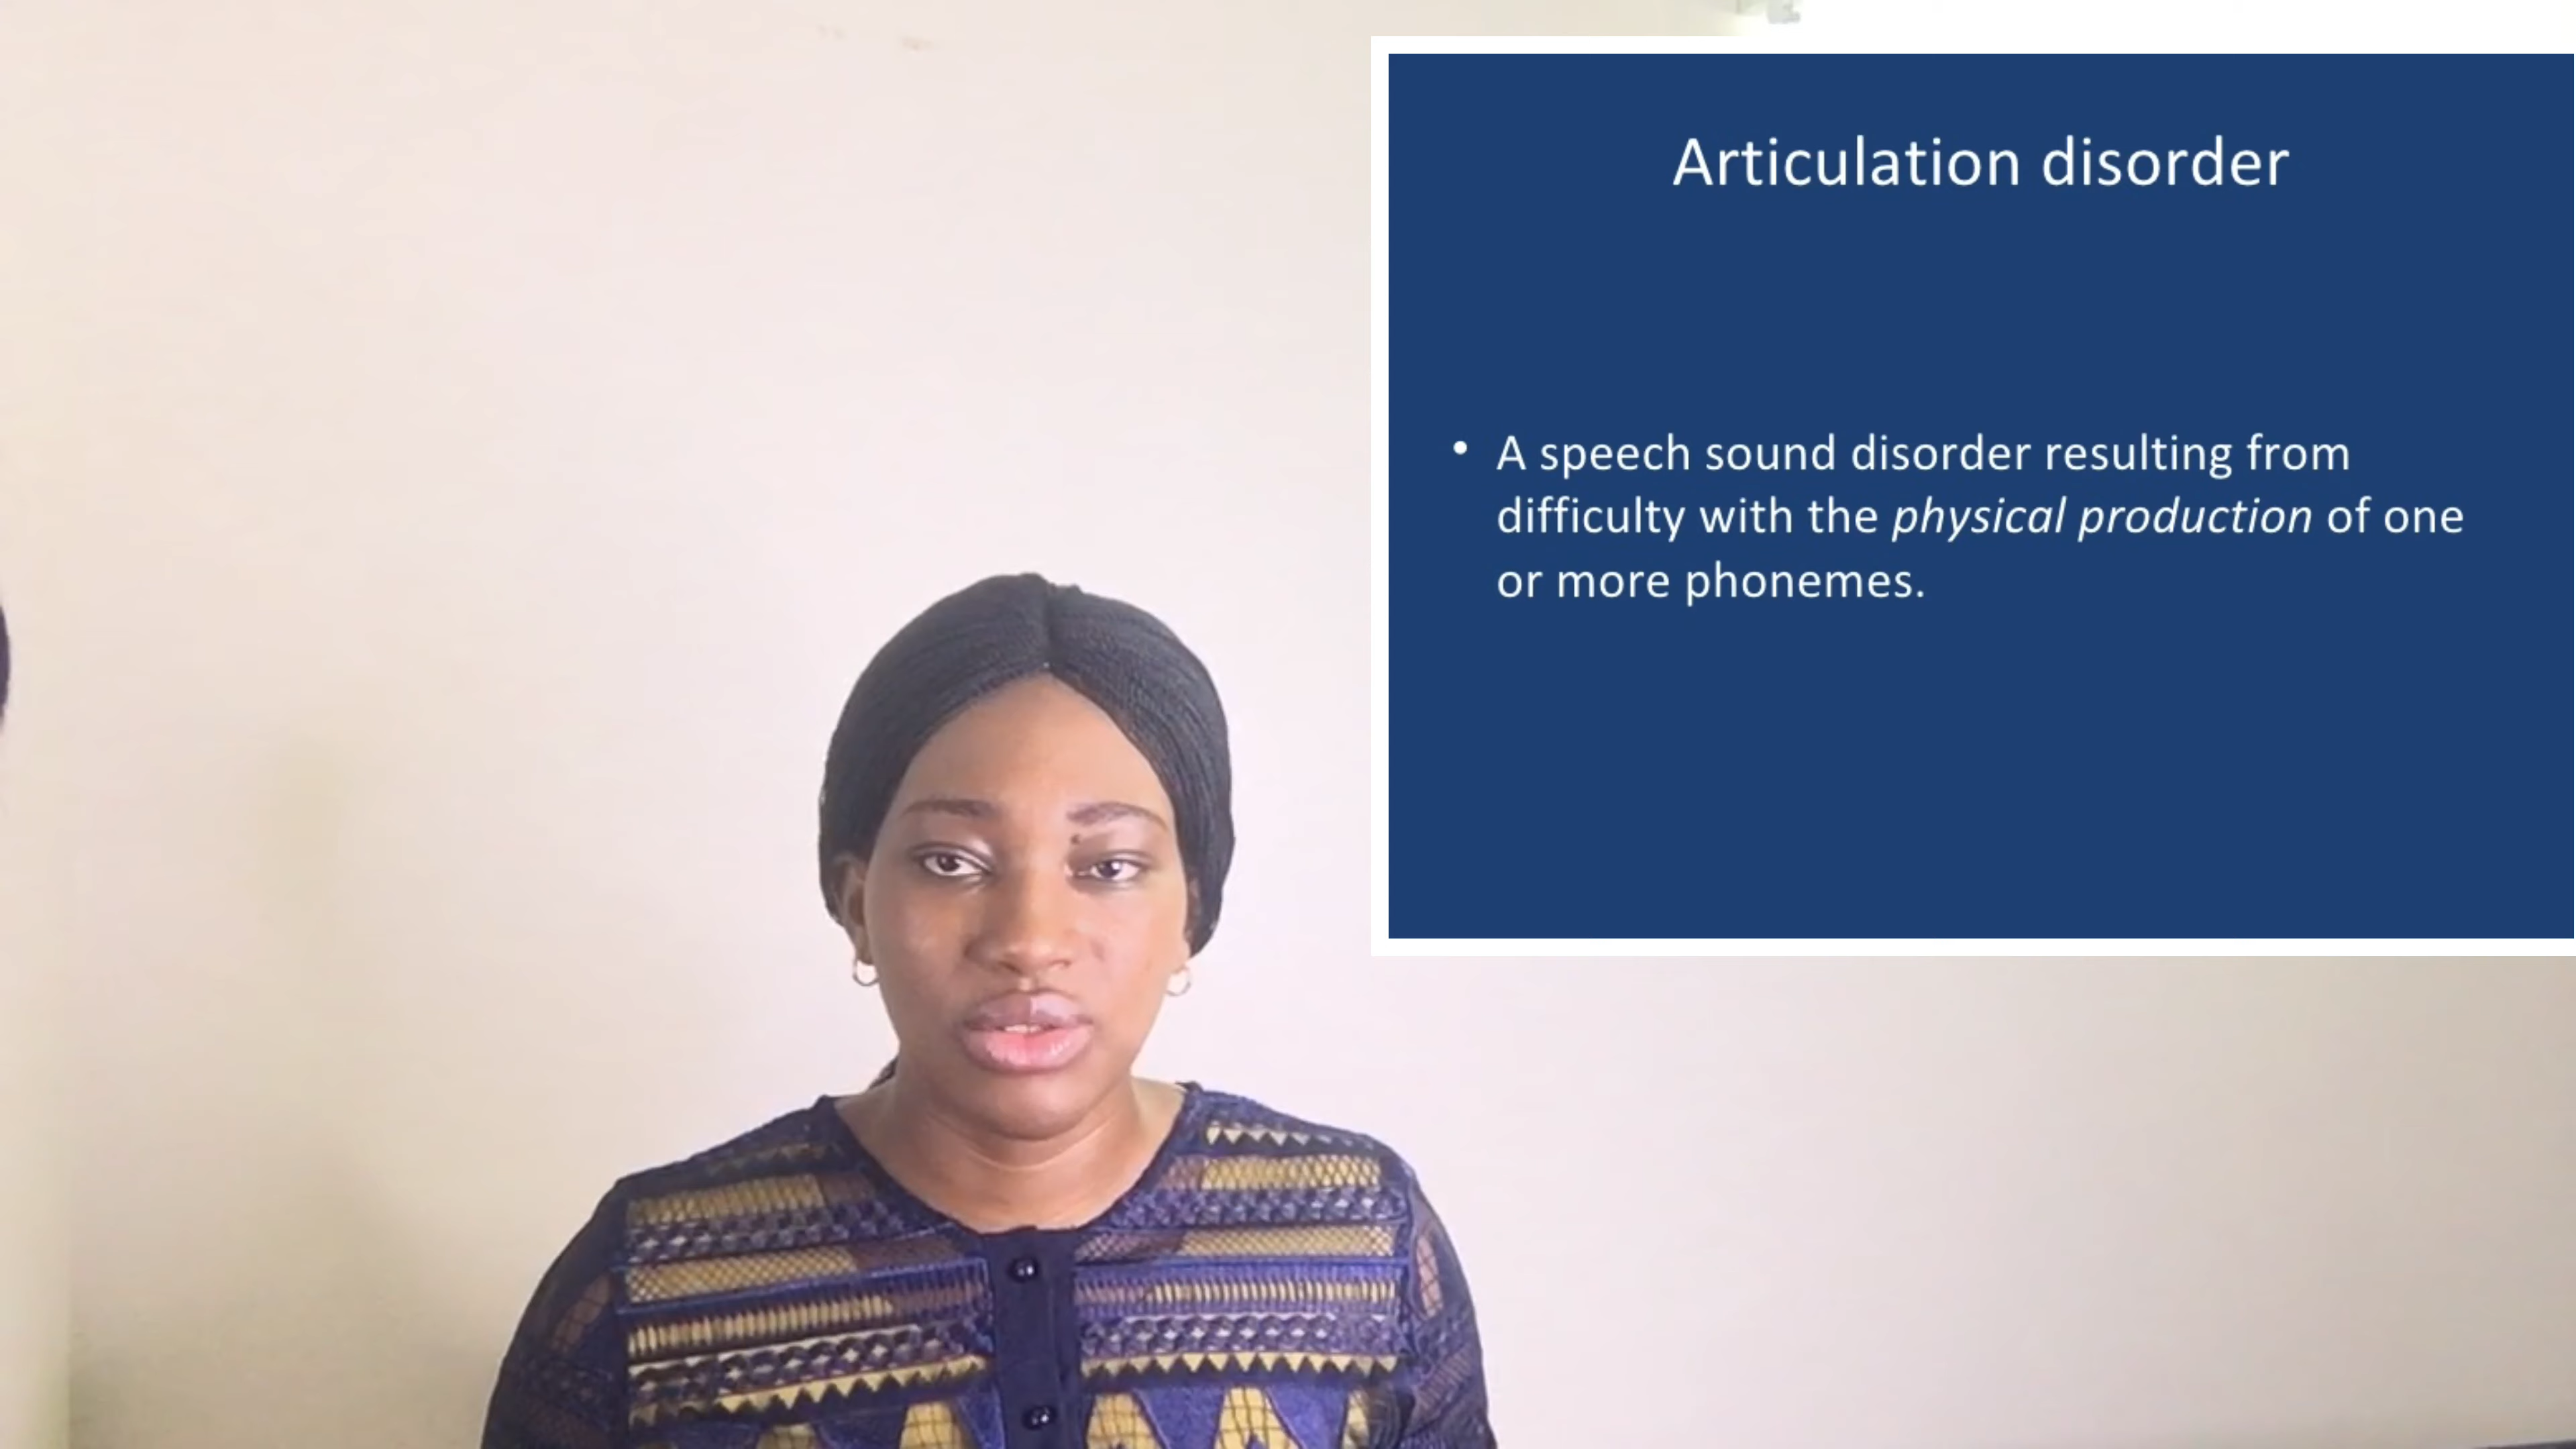 Articulation disorder
• A speech sound disorder resulting from
difficulty with the physical production of one
or more phonemes.